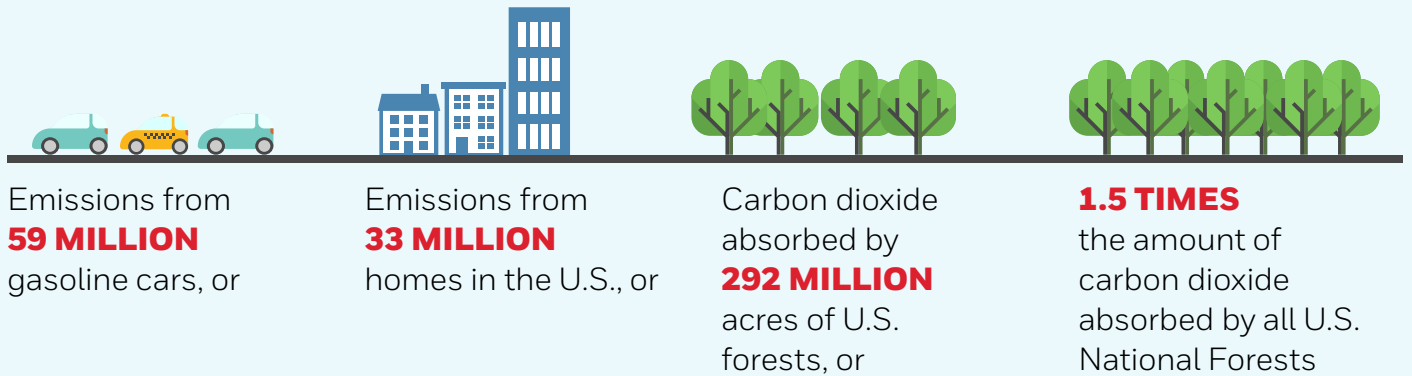 Emissions from
59 MILLION
gasoline cars, or
Emissions from
33 MILLION
homes in the U.S., or
Carbon dioxide
absorbed by
292 MILLION
acres of U.S.
forests, or
1.5 TIMES
the amount of
carbon dioxide
absorbed by all U.S.
National Forests